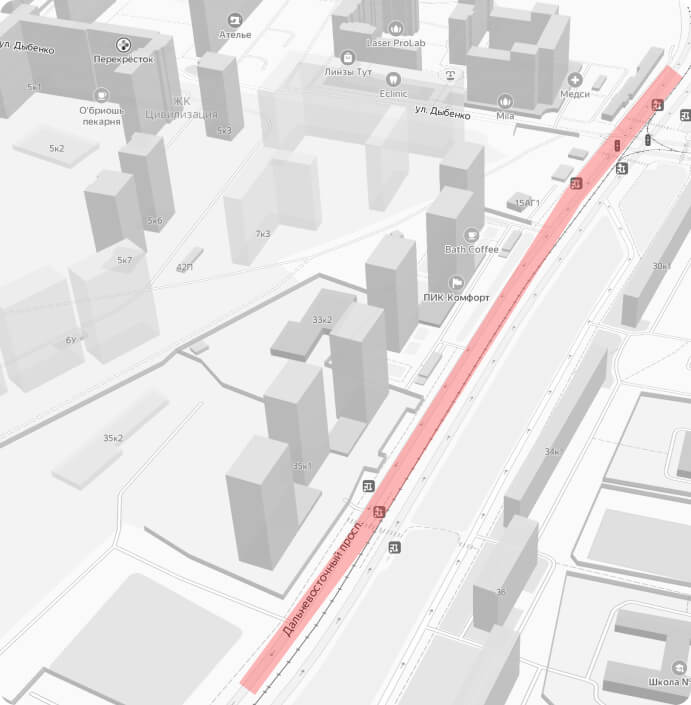 Ателье
Laser ProLab
ул. Дыбенко
Перекрёсток
Линзы Тут
Eclinic
Медси
5к1
О'бриошь
пекарня
ЖК
Цивилизация
Mila
ул. Дыбенко
5к3
5к2
15АГ1
5к6
7к3
Bath Coffee
5к7
42П
30к1
ПИК Комфорт
33к2
6У
35к2
35к1
34к
Дальневосточный просп.
36
Школа №